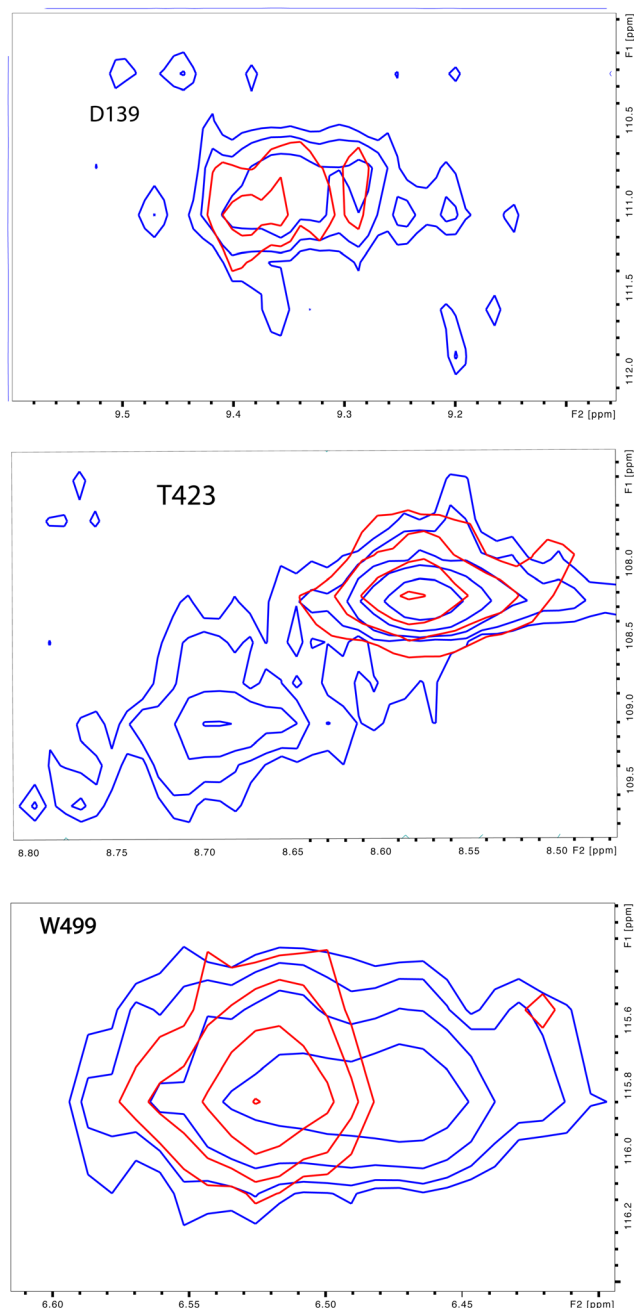 D139
F1 [ppm]
110.5
111.0
111.5
112.0
9.5 9.4 9.3 9.2 F2 [ppm]
T423
F1 [ppm]
108.0
108.5
109.0
109.5
8.80 8.75 8.70 8.65 8.60 8.55 8.50 F2 [ppm]
W499
F1 [ppm]
115.6
115.8
116.0
116.2
6.60 6.55 6.50 6.45 F2 [ppm]